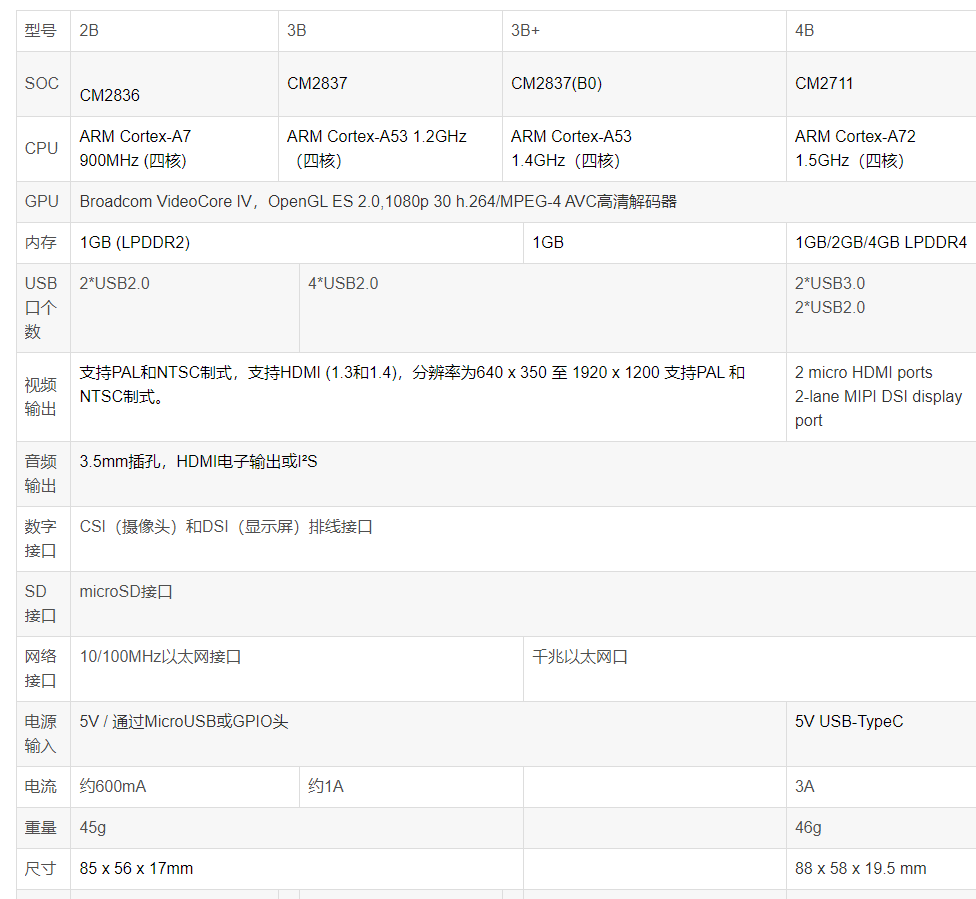 型号 2B 3B 3B+ 4B
SOC CM2836 CM2837 CM2837(B0) CM2711
CPU
ARM Cortex-A7
900MHz (四核)
ARM Cortex-A53 1.2GHz
（四核）
ARM Cortex-A53
1.4GHz（四核）
ARM Cortex-A72
1.5GHz（四核）
GPU Broadcom VideoCore IV，OpenGL ES 2.0,1080p 30 h.264/MPEG-4 AVC高清解码器
内存 1GB (LPDDR2) 1GB 1GB/2GB/4GB LPDDR4
USB
口个
数
2*USB2.0
4*USB2.0
2*USB3.0
2*USB2.0
视频
输出
支持PAL和NTSC制式，支持HDMI (1.3和1.4)，分辨率为640 x 350 至 1920 x 1200 支持PAL 和
NTSC制式。
2 micro HDMI ports
2-lane MIPI DSI display
port
音频
输出
3.5mm插孔，HDMI电子输出或I²S
数字
接口
CSI（摄像头）和DSI（显示屏）排线接口
SD
接口
microSD接口
网络
接口
10/100MHz以太网接口
千兆以太网口
电源
输入
5V / 通过MicroUSB或GPIO头
5V USB-TypeC
电流 约600mA 约1A 3A
重量 45g 46g
尺寸 85 x 56 x 17mm 88 x 58 x 19.5 mm